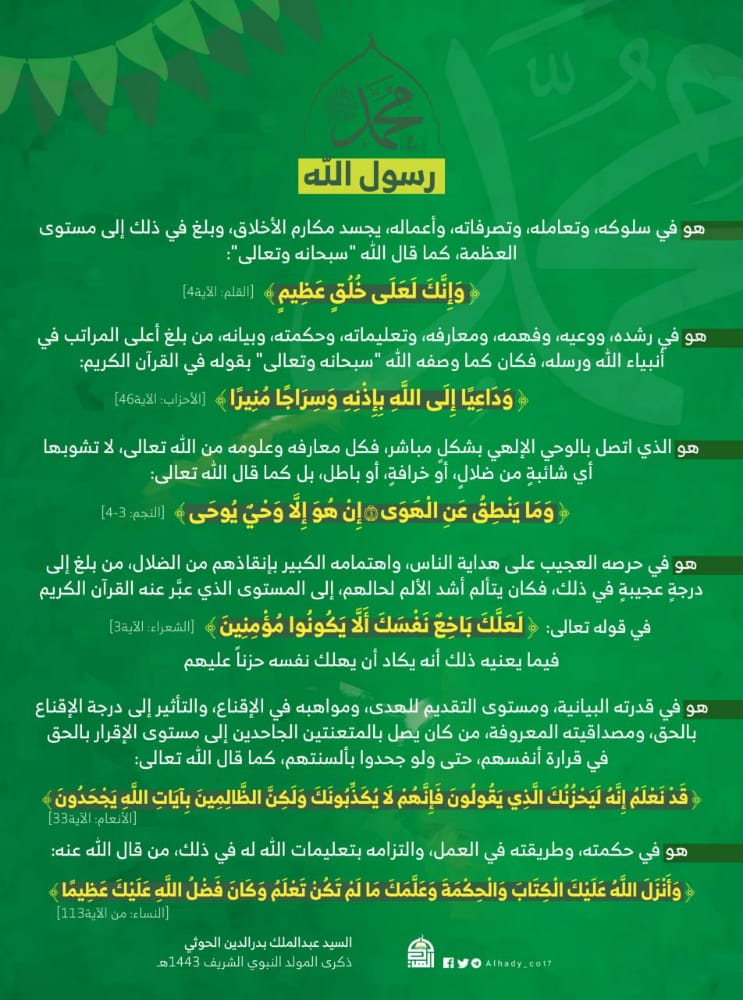 محمد
رسول الله
هو في سلوكه، وتعامله، وتصرفاته، وأعماله، يجسد مكارم الأخلاق، وبلغ في ذلك إلى مستوى
العظمة، كما قال الله "سبحانه وتعالى":
﴿ وَإِنَّكَ لَعَلَى خُلُقٍ عَظِيمٍ ﴾ [القلم: الآية4]
هو في رشده، ووعيه، وفهمه، ومعارفه، وتعليماته، وحكمته، وبيانه، من بلغ أعلى المراتب في
أنبياء الله ورسله، فكان كما وصفه الله "سبحانه وتعالى" بقوله في القرآن الكريم:
﴿ وَدَاعِيًا إِلَى اللَّهِ بِإِذْنِهِ وَسِرَاجًا مُنِيرًا ﴾ [الأحزاب: الآية46]
هو الذي اتصل بالوحي الإلهي بشكلٍ مباشر، فكل معارفه وعلومه من الله تعالى، لا تشوبها
أي شائبةٍ من ضلالٍ، أو خرافةٍ، أو باطل، بل كما قال الله تعالى:
﴿ وَمَا يَنْطِقُ عَنِ الْهَوَى ۝ إِنْ هُوَ إِلَّا وَحْيٌ يُوحَى ﴾ [النجم: 3-4]
هو في حرصه العجيب على هداية الناس، واهتمامه الكبير بإنقاذهم من الضلال، من بلغ إلى
درجةٍ عجيبةٍ في ذلك، فكان يتألم أشد الألم لحالهم، إلى المستوى الذي عبَّر عنه القرآن الكريم
في قوله تعالى: ﴿ لَعَلَّكَ بَاخِعٌ نَفْسَكَ أَلَّا يَكُونُوا مُؤْمِنِينَ ﴾ [الشعراء: الآية3]
فيما يعنيه ذلك أنه يكاد أن يهلك نفسه حزناً عليهم
هو في قدرته البيانية، ومستوى التقديم للهدى، ومواهبه في الإقناع، والتأثير إلى درجة الإقناع
بالحق، ومصداقيته المعروفة، من كان يصل بالمتعنتين الجاحدين إلى مستوى الإقرار بالحق
في قرارة أنفسهم، حتى ولو جحدوا بألسنتهم، كما قال الله تعالى:
﴿ قَدْ نَعْلَمُ إِنَّهُ لَيَحْزُنُكَ الَّذِي يَقُولُونَ فَإِنَّهُمْ لَا يُكَذِّبُونَكَ وَلَكِنَّ الظَّالِمِينَ بِآيَاتِ اللَّهِ يَجْحَدُونَ ﴾
[الأنعام: الآية33]
هو في حكمته، وطريقته في العمل، والتزامه بتعليمات الله له في ذلك، من قال الله عنه:
﴿ وَأَنْزَلَ اللَّهُ عَلَيْكَ الْكِتَابَ وَالْحِكْمَةَ وَعَلَّمَكَ مَا لَمْ تَكُنْ تَعْلَمُ وَكَانَ فَضْلُ اللَّهِ عَلَيْكَ عَظِيمًا ﴾
[النساء: من الآية113]
السيد عبدالملك بدرالدين الحوثي
ذكرى المولد النبوي الشريف 1443هـ
Alhady_co17